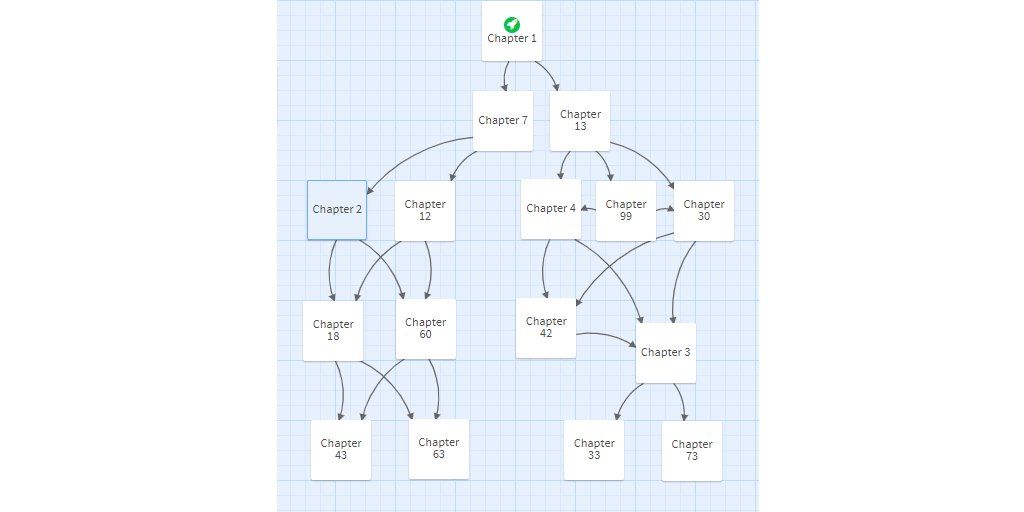 Chapter 1
Chapter 7
Chapter
13
Chapter 2
Chapter
12
Chapter 4
Chapter
99
Chapter
30
Chapter
18
Chapter
60
Chapter
42
Chapter 3
Chapter
43
Chapter
63
Chapter
33
Chapter
73